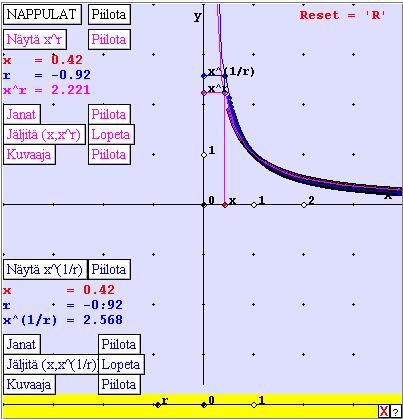 NAPPULAT Piilota
Reset = 'R'
y
Näytä x^r Piilota
x = 0.42
r = -0.92
x^r = 2.221
x^(1/r)
x^r
Janat Piilota
Jäljitä (x,x^r) Lopeta
Kuvaaja Piilota
1
0 x 1 2 x
Näytä x^(1/r) Piilota
x = 0.42
r = -0.92
x^(1/r) = 2.568
Janat Piilota
Jäljitä (x,x^(1/r) Lopeta
Kuvaaja Piilota
r 0 1
X ?